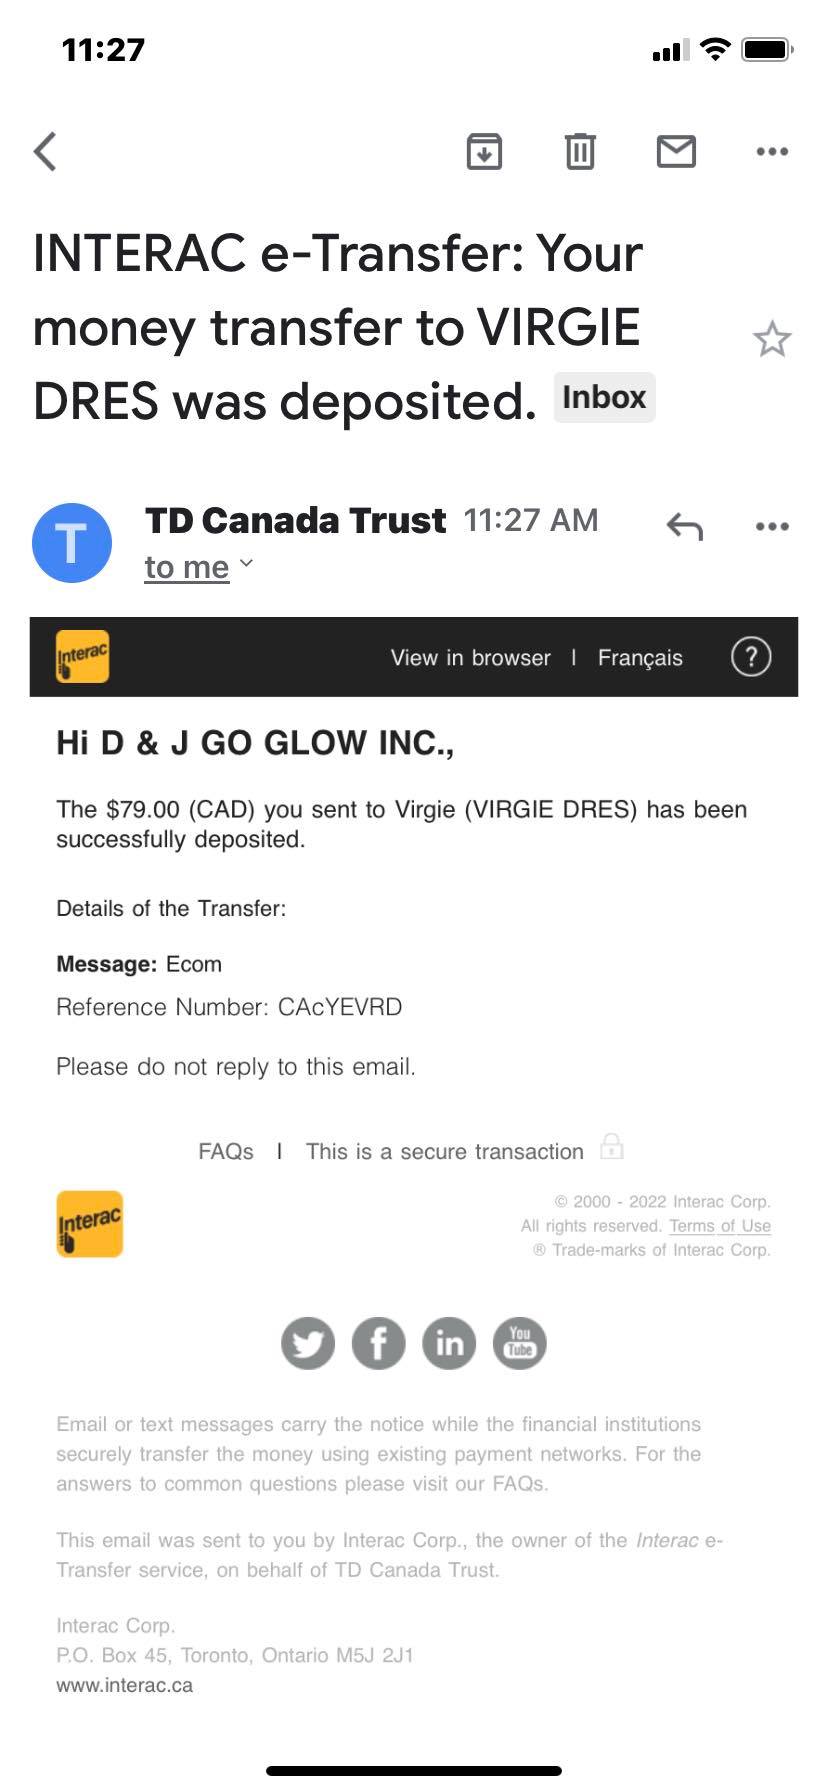 11:27
INTERAC e-Transfer: Your
money transfer to VIRGIE
DRES was deposited. Inbox
T
TD Canada Trust 11:27 AM
to me
Interac
View in browser | Français ?
Hi D & J GO GLOW INC.,
The $79.00 (CAD) you sent to Virgie (VIRGIE DRES) has been
successfully deposited.
Details of the Transfer:
Message: Ecom
Reference Number: CAcYEVRD
Please do not reply to this email.
FAQs | This is a secure transaction
Interac
© 2000 - 2022 Interac Corp.
All rights reserved. Terms of Use
® Trade-marks of Interac Corp.
f in You Tube
Email or text messages carry the notice while the financial institutions
securely transfer the money using existing payment networks. For the
answers to common questions please visit our FAQs.
This email was sent to you by Interac Corp., the owner of the Interac e-
Transfer service, on behalf of TD Canada Trust.
Interac Corp.
P.O. Box 45, Toronto, Ontario M5J 2J1
www.interac.ca